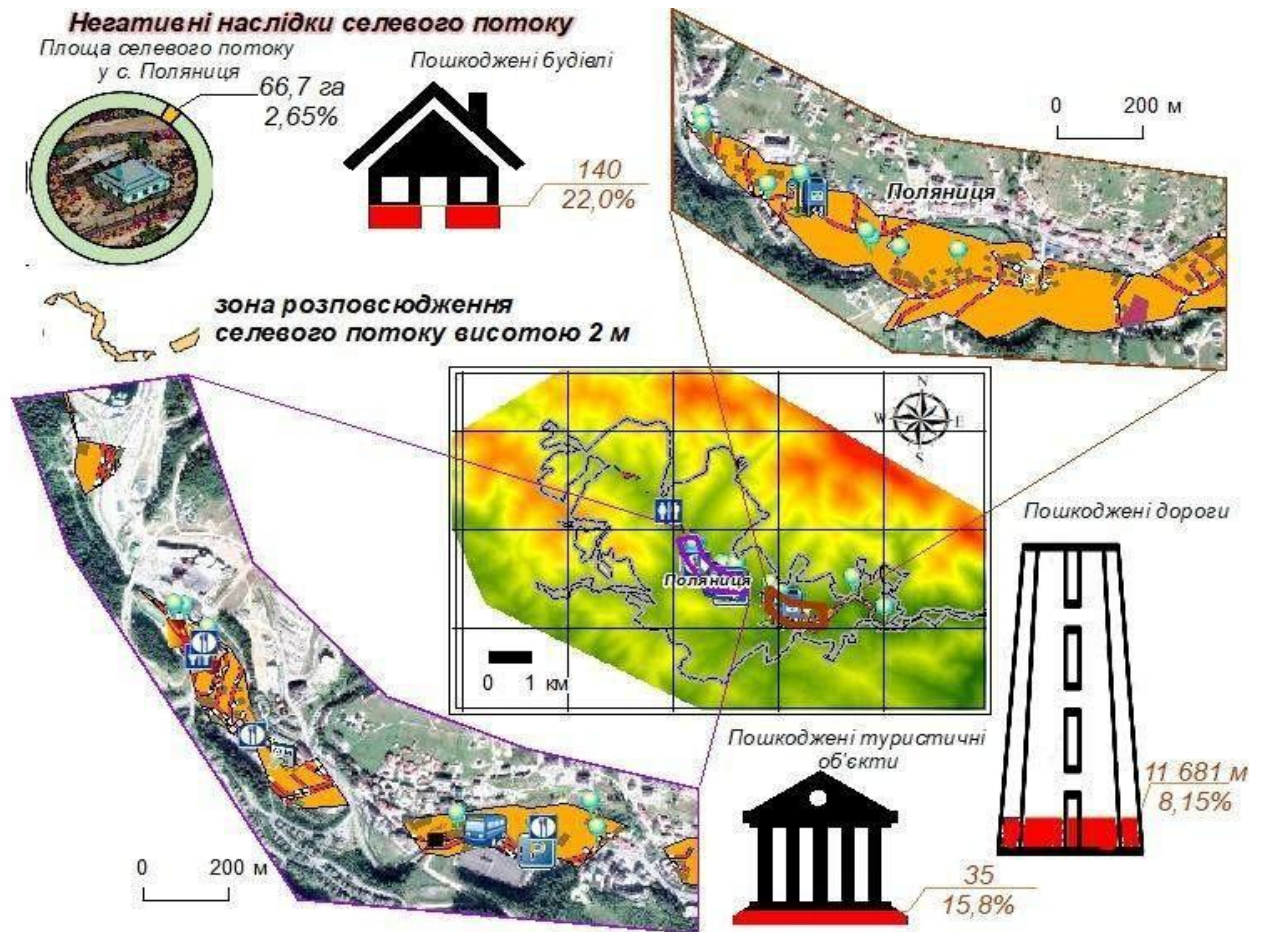 Негативні наслідки селевого потоку
Площа селевого потоку
у с. Поляниця
66,7 га
2,65%
Пошкоджені будівлі
140
22,0%
0 200 м
Поляниця
зона розповсюдження
селевого потоку висотою 2 м
N
W E
S
Поляниця
0 1 км
Пошкоджені дороги
11 681 м
8,15%
Пошкоджені туристичні
об'єкти
35
15,8%
P
0 200 м